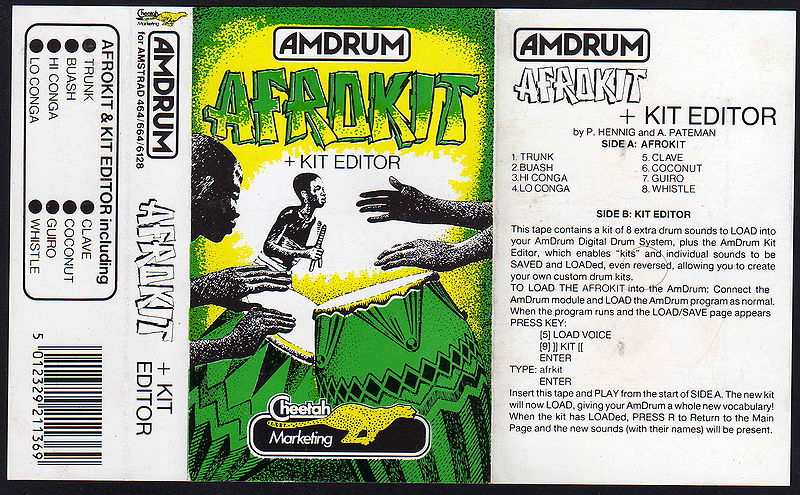 AFROKIT & KIT EDITOR including
TRUNK
BUASH
HI CONGA
LO CONGA
CLAVE
COCONUT
GUIRO
WHISTLE
5 012329 211369
Cheetah
Marketing
AMDRUM
for AMSTRAD 464/664/6128
AFROKIT
+ KIT
EDITOR
AMDRUM
AFROKIT
+ KIT EDITOR
Cheetah
Marketing
AMDRUM
AFROKIT
+ KIT EDITOR
by P. HENNIG and A. PATEMAN
SIDE A: AFROKIT
1. TRUNK 5. CLAVE
2.BUASH 6. COCONUT
3.HI CONGA 7. GUIRO
4.LO CONGA 8. WHISTLE
SIDE B: KIT EDITOR
This tape contains a kit of 8 extra drum sounds to LOAD into
your AmDrum Digital Drum System, plus the AmDrum Kit
Editor, which enables "kits" and individual sounds to be
SAVED and LOADed, even reversed, allowing you to create
your own custom drum kits.
TO LOAD THE AFROKIT into the AmDrum: Connect the
AmDrum module and LOAD the AmDrum program as normal.
When the program runs and the LOAD/SAVE page appears
PRESS KEY:
[5] LOAD VOICE
[9] ]] KIT [[
ENTER
TYPE: afrkit
ENTER
Insert this tape and PLAY from the start of SIDE A. The new kit
will now LOAD, giving your AmDrum a whole new vocabulary!
When the kit has LOADed, PRESS R to Return to the Main
Page and the new sounds (with their names) will be present.